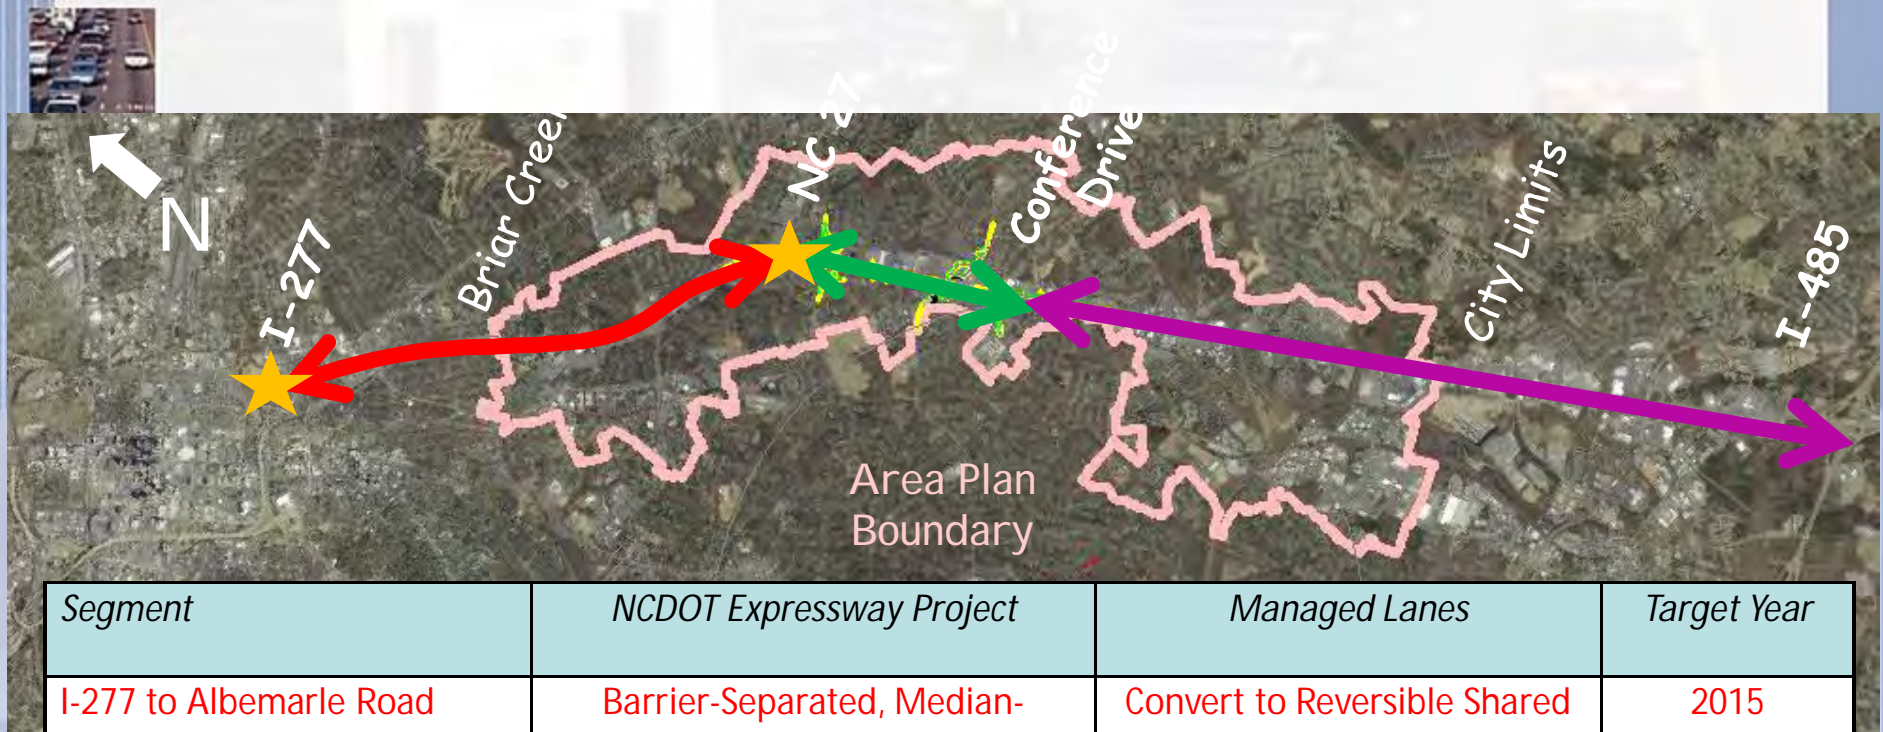 Conference
Drive
NC 27
Briar Creek
N
I-277
City Limits
I-485
Area Plan
Boundary
Segment NCDOT Expressway Project Managed Lanes Target Year
I-277 to Albemarle Road Barrier-Separated, Median- Convert to Reversible Shared 2015